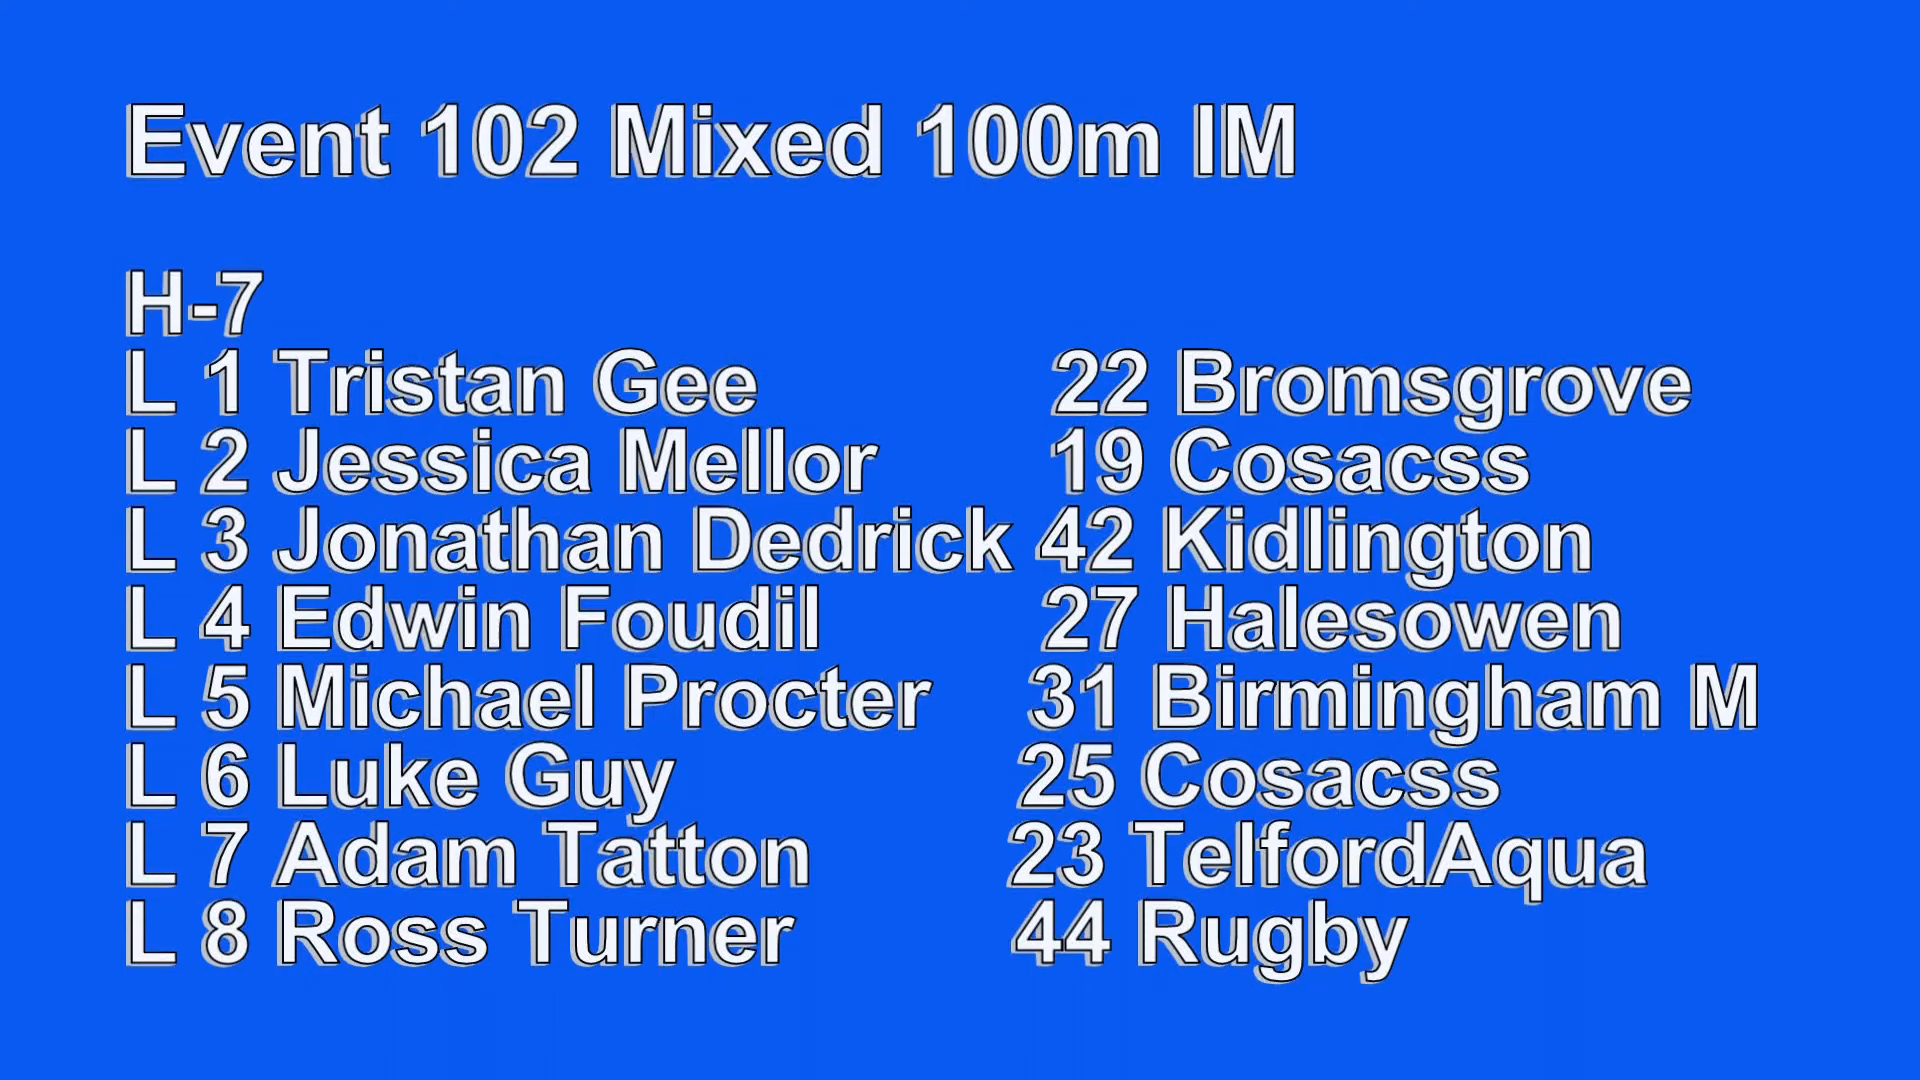 Event 102 Mixed 100m IM
H-7
L 1 Tristan Gee 22 Bromsgrove
L 2 Jessica Mellor 19 Cosacss
L 3 Jonathan Dedrick 42 Kidlington
L 4 Edwin Foudil 27 Halesowen
L 5 Michael Procter 31 Birmingham M
L 6 Luke Guy 25 Cosacss
L 7 Adam Tatton 23 TelfordAqua
L 8 Ross Turner 44 Rugby